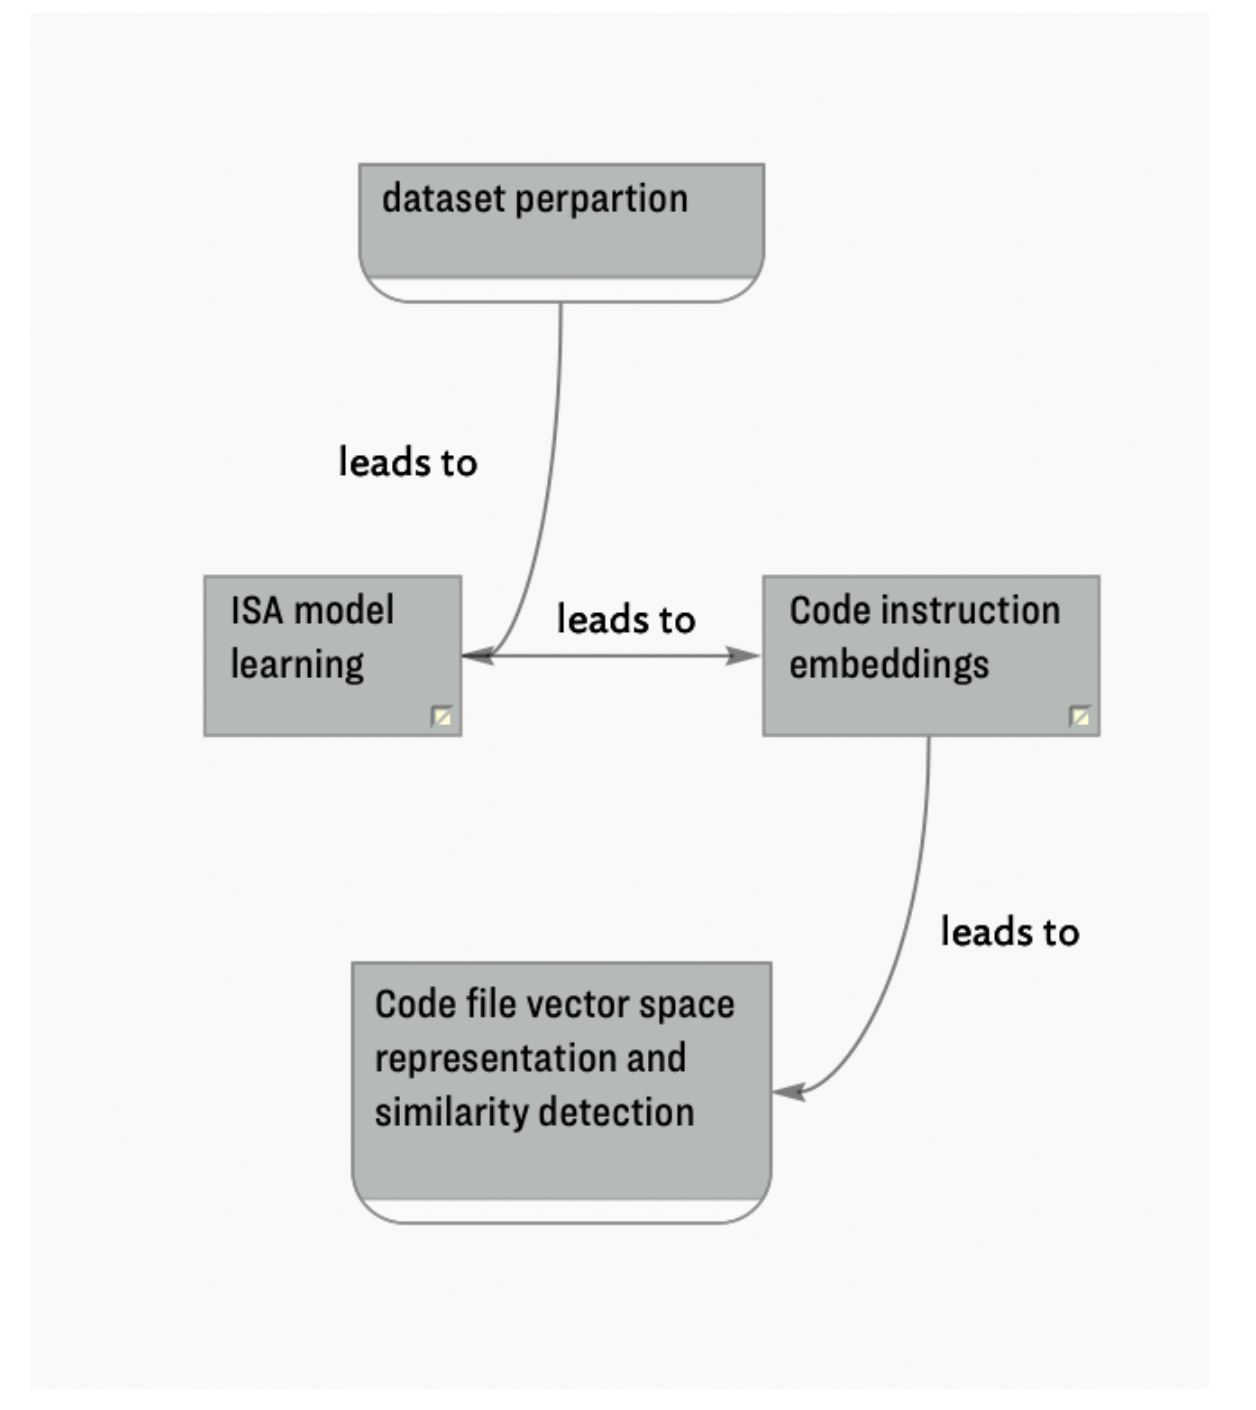 dataset perpartion
leads to
ISA model
learning
leads to
Code instruction
embeddings
leads to
Code file vector space
representation and
similarity detection